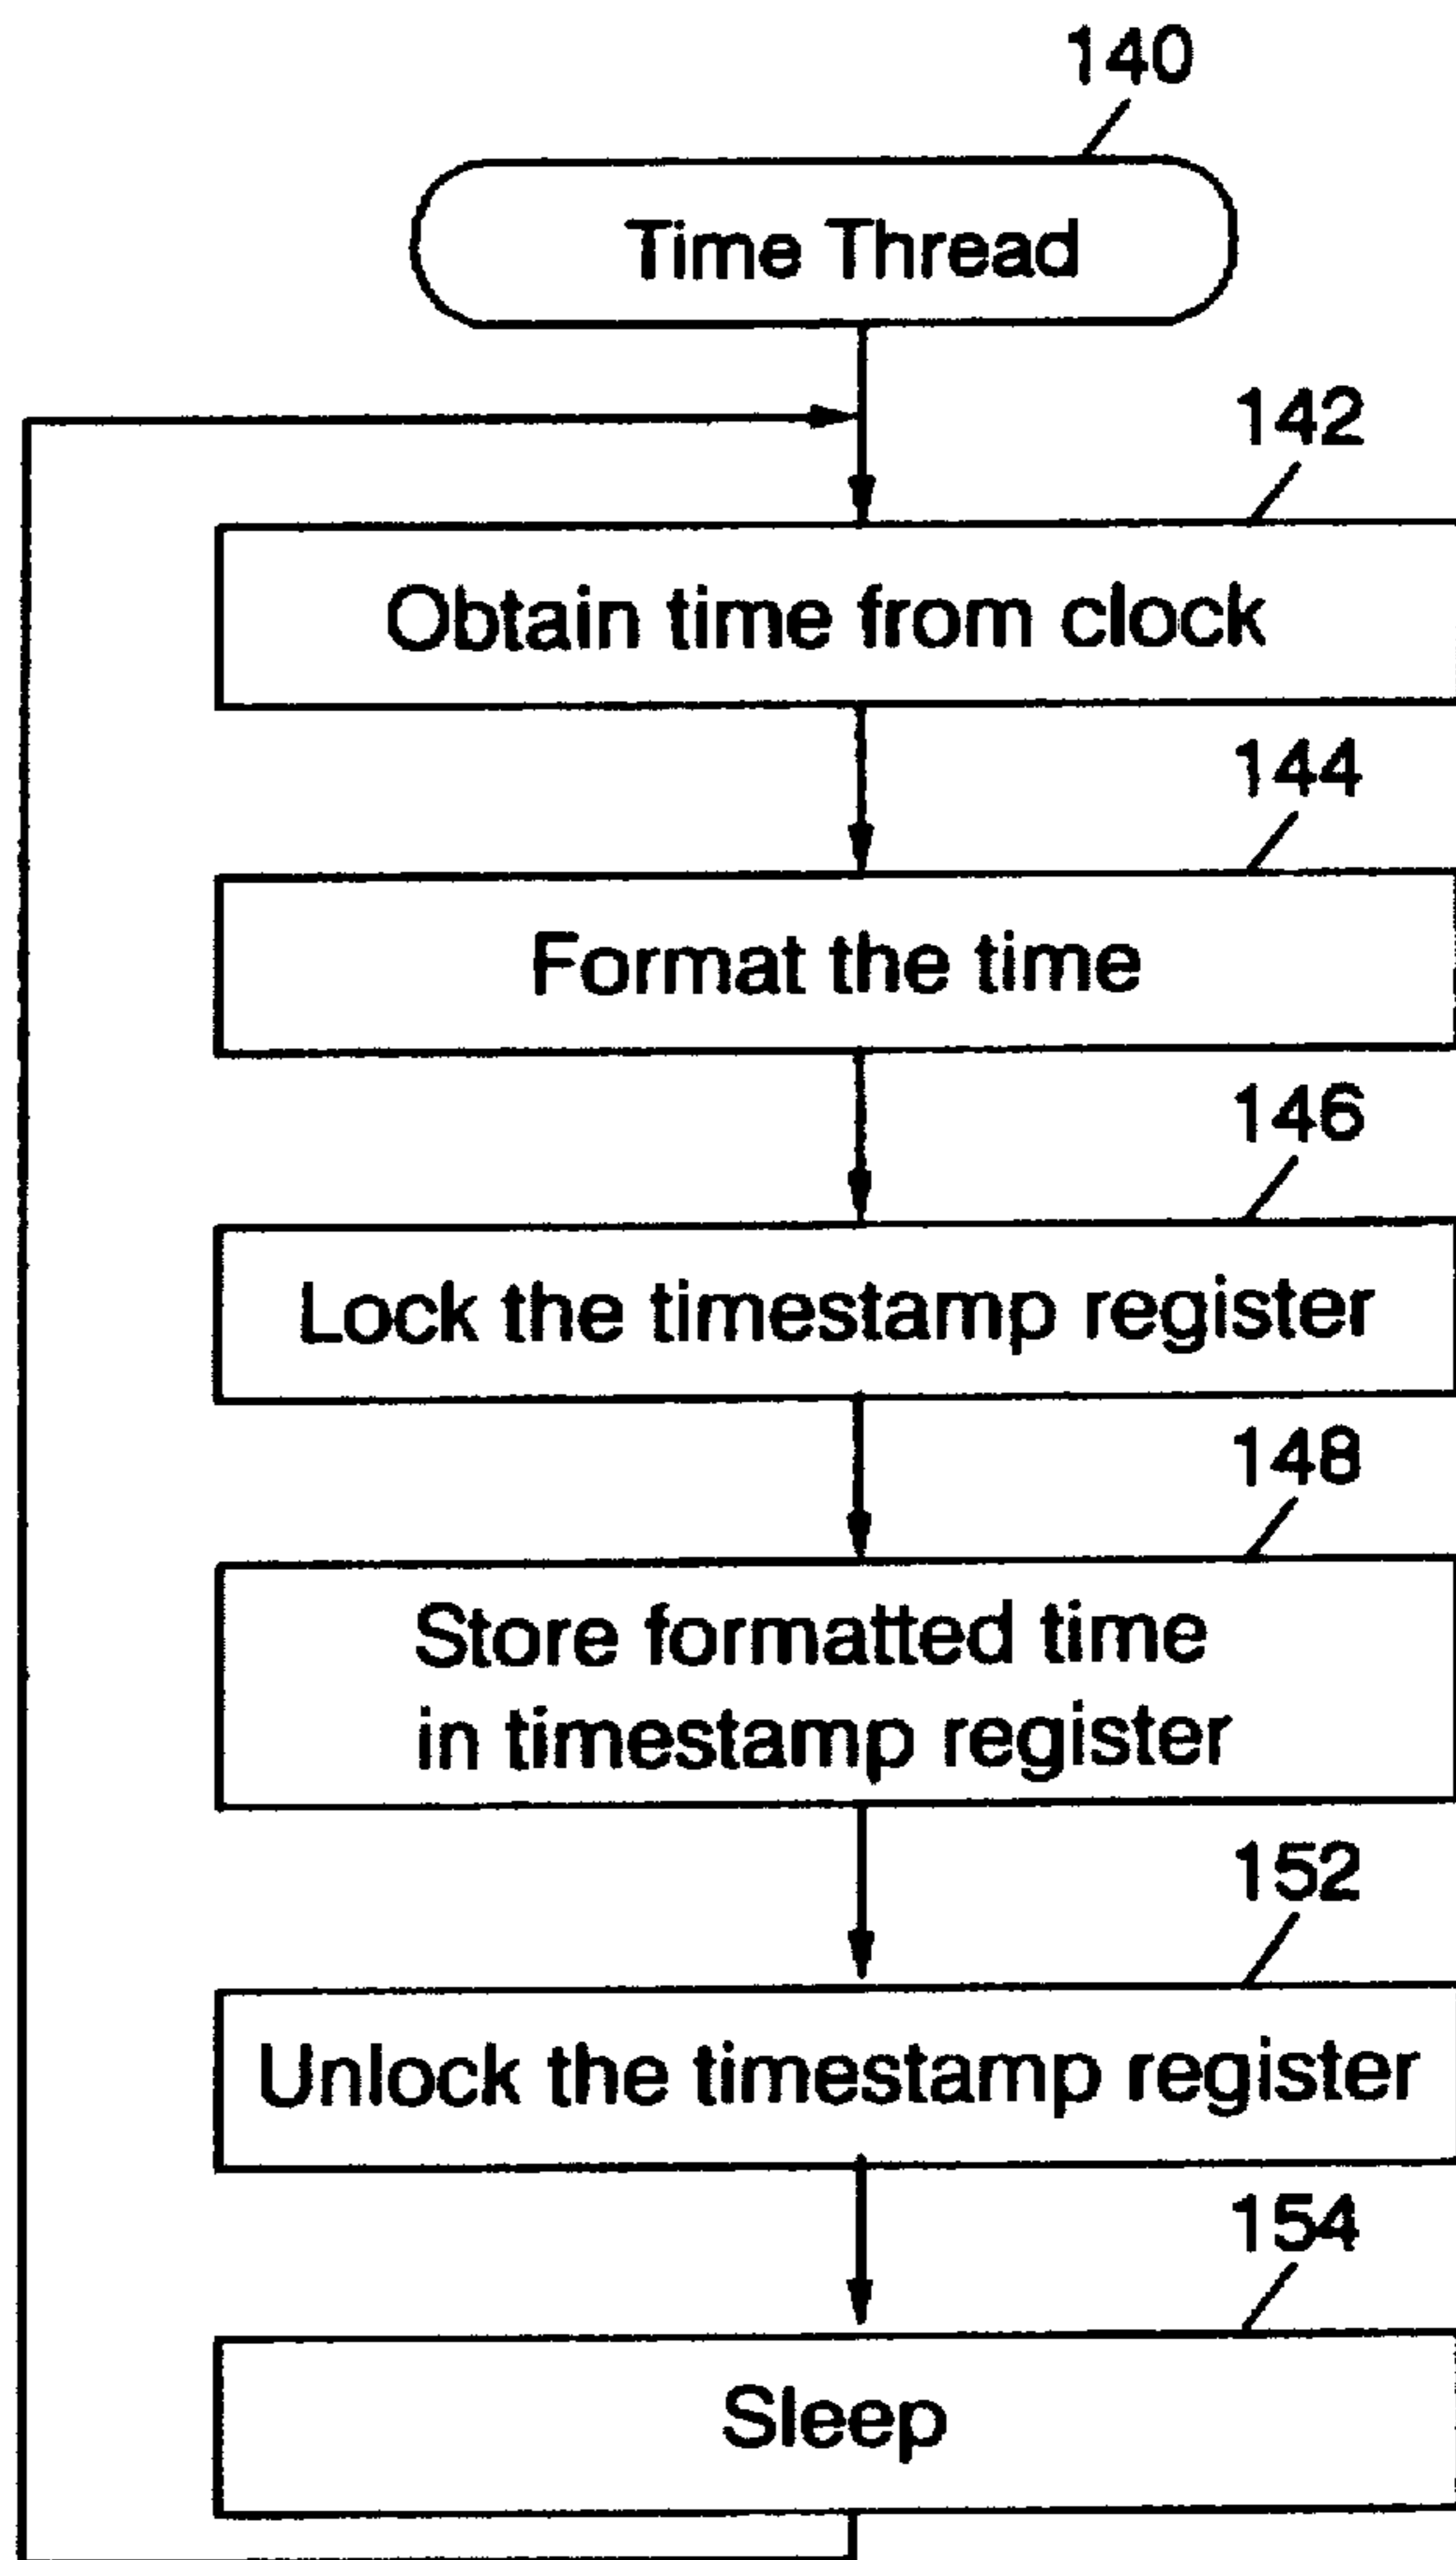 140
Time Thread
142
Obtain time from clock
144
Format the time
146
Lock the timestamp register
148
Store formatted time
in timestamp register
152
Unlock the timestamp register
154
Sleep